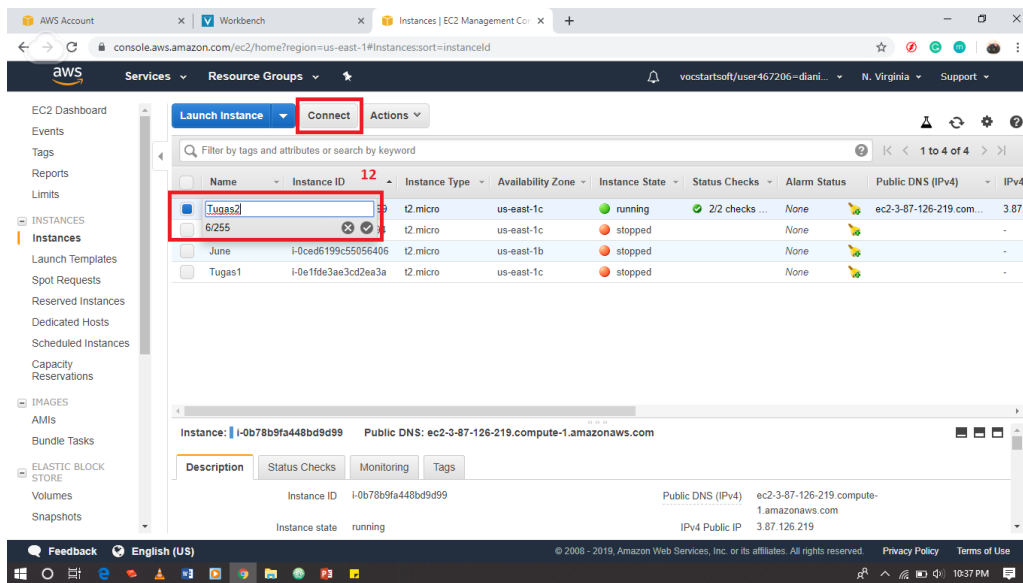 AWS Account
Workbench
Instances | EC2 Management Con
console.aws.amazon.com/ec2/home?region=us-east-1#Instances:sort=instanceId
aws Services Resource Groups vocstartsoft/user467206=diani... N. Virginia Support
EC2 Dashboard
Events
Tags
Reports
Limits
INSTANCES
Instances
Launch Templates
Spot Requests
Reserved Instances
Dedicated Hosts
Scheduled Instances
Capacity
Reservations
IMAGES
AMIs
Bundle Tasks
ELASTIC BLOCK
STORE
Volumes
Snapshots
Launch Instance Connect Actions
Filter by tags and attributes or search by keyword 1 to 4 of 4
12
Name Instance ID Instance Type Availability Zone Instance State Status Checks Alarm Status Public DNS (IPv4) IPv4
Tugas2 t2.micro us-east-1c running 2/2 checks ... None ec2-3-87-126-219.com... 3.87
6/255 t2.micro us-east-1c stopped None -
June i-0ced6199c55056406 t2.micro us-east-1b stopped None -
Tugas1 i-0e1fde3ae3cd2ea3a t2.micro us-east-1c stopped None -
Instance: i-0b78b9fa448bd9d99 Public DNS: ec2-3-87-126-219.compute-1.amazonaws.com
Description Status Checks Monitoring Tags
Instance ID i-0b78b9fa448bd9d99 Public DNS (IPv4) ec2-3-87-126-219.compute-
1.amazonaws.com
Instance state running IPv4 Public IP 3.87.126.219
Feedback English (US) © 2008 - 2019, Amazon Web Services, Inc. or its affiliates. All rights reserved. Privacy Policy Terms of Use
10:37 PM